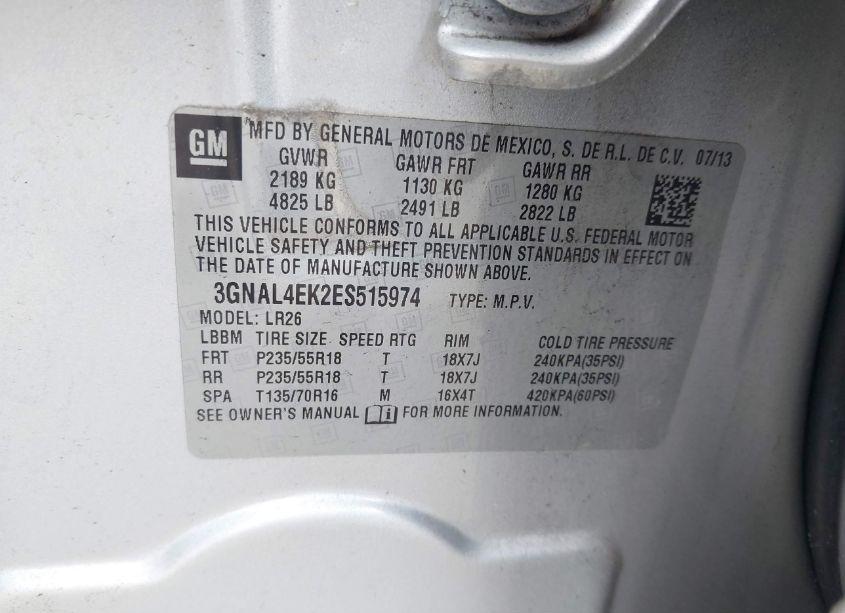 GM MFD BY GENERAL MOTORS DE MEXICO, S. DE R.L. DE C.V. 07/13
GVWR GAWR FRT GAWR RR
2189 KG 1130 KG 1280 KG
4825 LB 2491 LB 2822 LB
THIS VEHICLE CONFORMS TO ALL APPLICABLE U.S. FEDERAL MOTOR
VEHICLE SAFETY AND THEFT PREVENTION STANDARDS IN EFFECT ON
THE DATE OF MANUFACTURE SHOWN ABOVE.
3GNAL4EK2ES515974 TYPE: M.P.V.
MODEL: LR26
LBBM TIRE SIZE SPEED RTG RIM COLD TIRE PRESSURE
FRT P235/55R18 T 18X7J 240KPA(35PSI)
RR P235/55R18 T 18X7J 240KPA(35PSI)
SPA T135/70R16 M 16X4T 420KPA(60PSI)
SEE OWNER'S MANUAL FOR MORE INFORMATION.